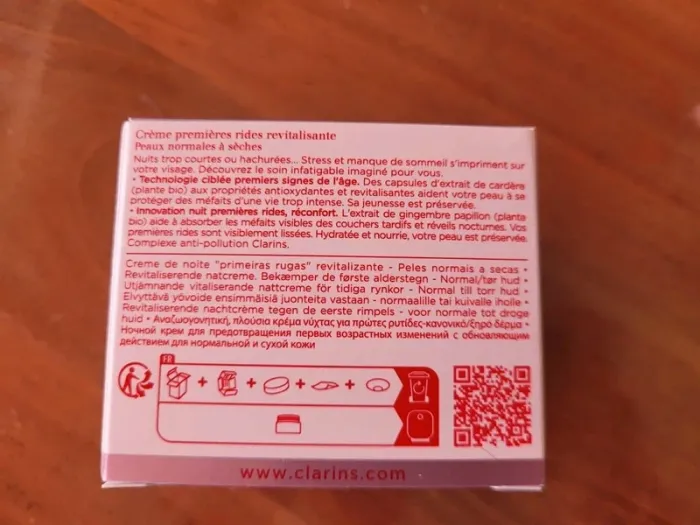 Crème premières rides revitalisante
Peaux normales à sèches
Nuits trop courtes ou hachurées... Stress et manque de sommeil s'impriment sur
votre visage. Découvrez le soin infatigable imaginé pour vous.
• Technologie ciblée premiers signes de l'âge. Des capsules d'extrait de cardère
(plante bio) aux propriétés antioxydantes et revitalisantes aident votre peau à se
protéger des méfaits d'une vie trop intense. Sa jeunesse est préservée.
• Innovation nuit premières rides, réconfort. L'extrait de gingembre papillon (plante
bio) aide à absorber les méfaits visibles des couchers tardifs et réveils nocturnes. Vos
premières rides sont visiblement lissées. Hydratée et nourrie, votre peau est préservée.
Complexe anti-pollution Clarins.
Creme de noite "primeiras rugas" revitalizante - Peles normais a secas •
Revitaliserende natcreme. Bekæmper de første alderstegn - Normal/tør hud •
Utjämnande vitaliserande nattcreme för tidiga rynkor - Normal till torr hud •
Elvyttävä yövoide ensimmäisiä juonteita vastaan - normaalille tai kuivalle iholle •
Revitaliserende nachtcrème tegen de eerste rimpels - voor normale tot droge
huid • Αναζωογονητική, πλούσια κρέμα νύχτας για πρώτες ρυτίδες-κανονικό/ξηρό δέρμα •
Ночной крем для предотвращения первых возрастных изменений с обновляющим
действием для нормальной и сухой кожи
FR
www.clarins.com